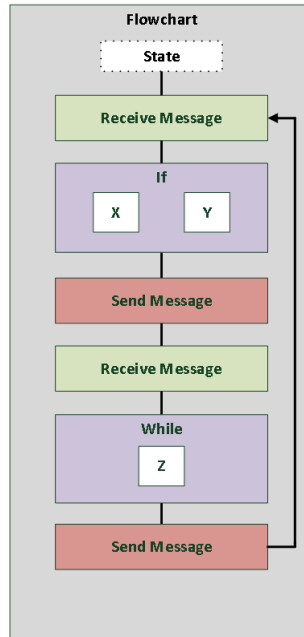 Flowchart
State
Receive Message
If
X Y
Send Message
Receive Message
While
Z
Send Message